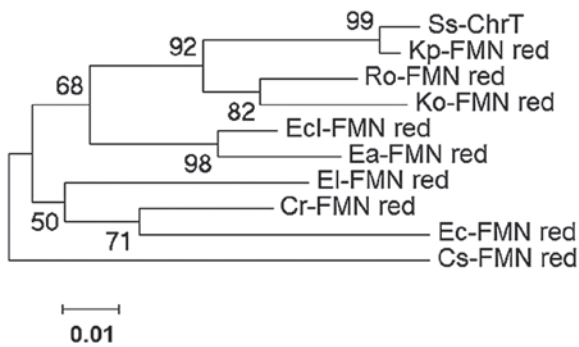 99 Ss-ChrT
92 Kp-FMN red
68 Ro-FMN red
82 Ko-FMN red
Ecl-FMN red
98 Ea-FMN red
El-FMN red
50 Cr-FMN red
71 Ec-FMN red
Cs-FMN red
0.01